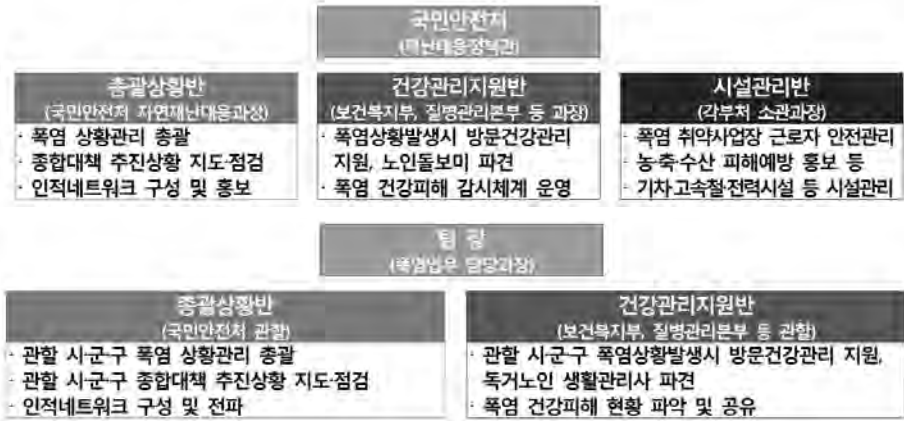 국민안전처
(재난대응정책관)
총괄상황반
(국민안전처 자연재난대응과장)
· 폭염 상황관리 총괄
· 종합대책 추진상황 지도·점검
· 인적네트워크 구성 및 홍보
건강관리지원반
(보건복지부, 질병관리본부 등 과장)
· 폭염상황발생시 방문건강관리
지원, 노인돌보미 파견
· 폭염 건강피해 감시체계 운영
시설관리반
(각부처 소관과장)
· 폭염 취약사업장 근로자 안전관리
· 농·축·수산 피해예방 홍보 등
· 기차·고속철·전력시설 등 시설관리
팀 장
(폭염업무 담당과장)
총괄상황반
(국민안전처 관할)
· 관할 시·군·구 폭염 상황관리 총괄
· 관할 시·군·구 종합대책 추진상황 지도·점검
· 인적네트워크 구성 및 전파
건강관리지원반
(보건복지부, 질병관리본부 등 관할)
· 관할 시·군·구 폭염상황발생시 방문건강관리 지원,
독거노인 생활관리사 파견
· 폭염 건강피해 현황 파악 및 공유